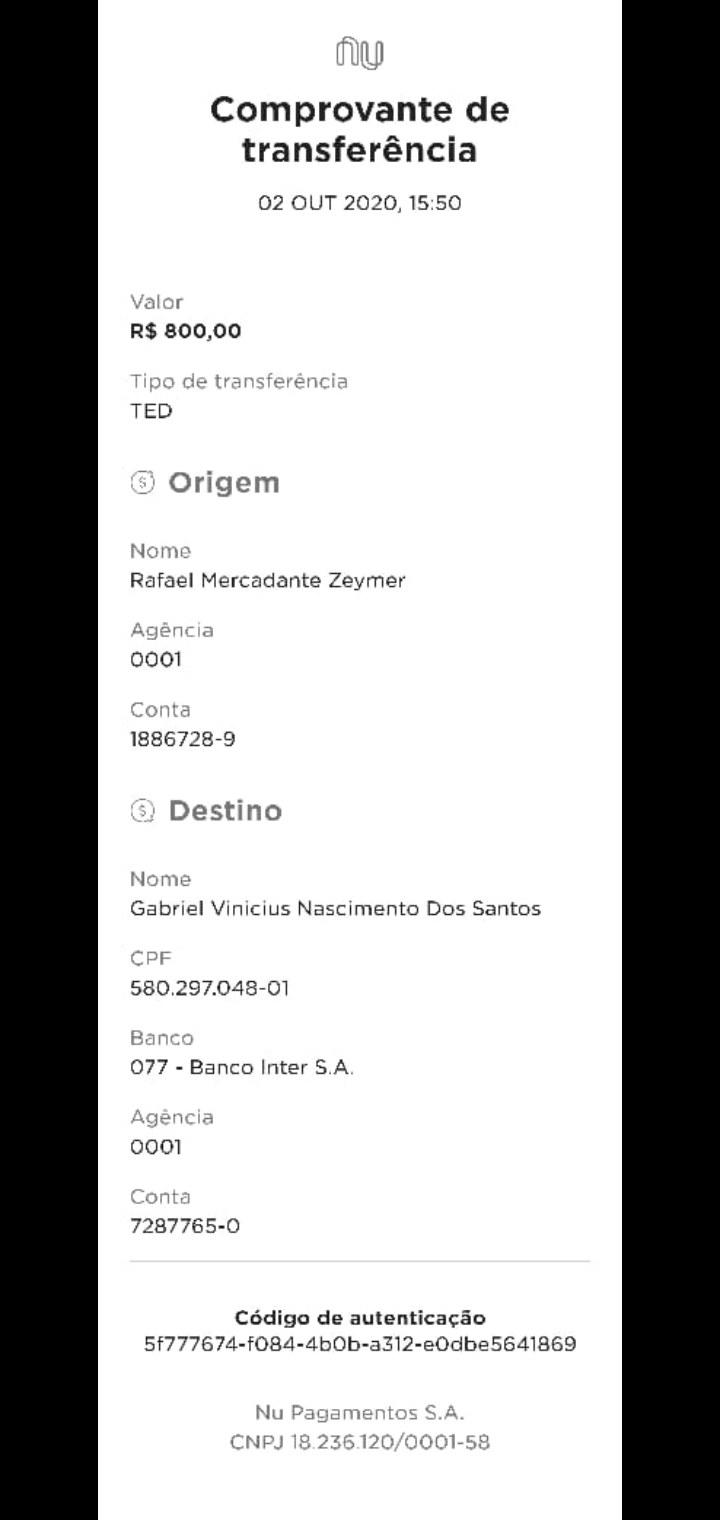 nu
Comprovante de
transferência
02 OUT 2020, 15:50
Valor
R$ 800,00
Tipo de transferência
TED
Origem
Nome
Rafael Mercadante Zeymer
Agência
0001
Conta
1886728-9
Destino
Nome
Gabriel Vinicius Nascimento Dos Santos
CPF
580.297.048-01
Banco
077 - Banco Inter S.A.
Agência
0001
Conta
7287765-0
Código de autenticação
5f777674-f084-4b0b-a312-e0dbe5641869
Nu Pagamentos S.A.
CNPJ 18.236.120/0001-58